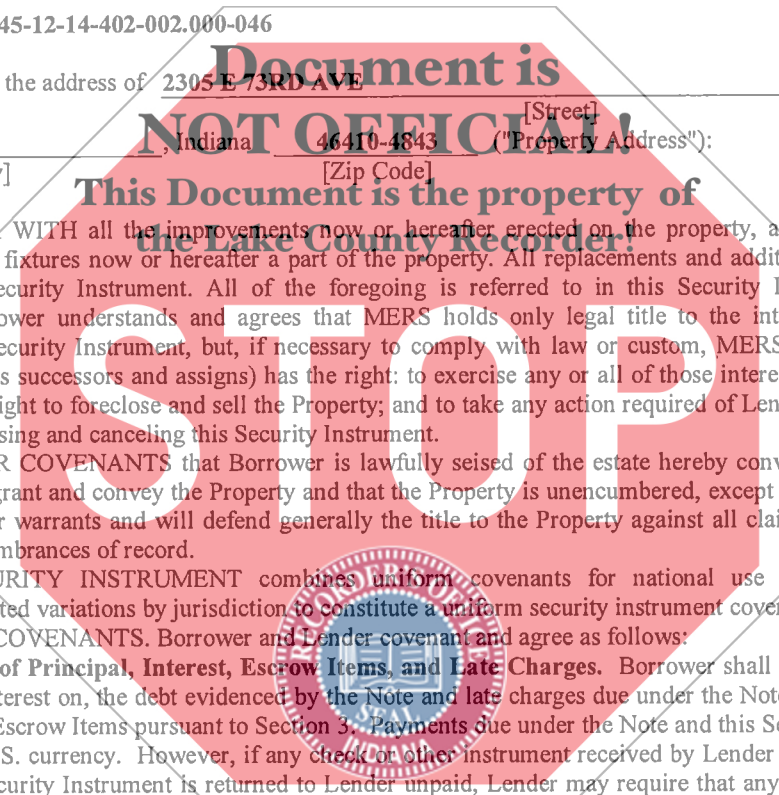 45-12-14-402-002.000-046
Document is
the address of 2305 E 73RD AVE
[Street]
NOT OFFICIAL!
, Indiana 46410-4843 ("Property Address"):
[Zip Code]
This Document is the property of
WITH all the improvements now or hereafter erected on the property, a
the Lake County Recorder!
fixtures now or hereafter a part of the property. All replacements and addit
ecurity Instrument. All of the foregoing is referred to in this Security I
ower understands and agrees that MERS holds only legal title to the int
ecurity Instrument, but, if necessary to comply with law or custom, MERS
s successors and assigns) has the right: to exercise any or all of those intere
ight to foreclose and sell the Property; and to take any action required of Len
sing and canceling this Security Instrument.
STOP
R COVENANTS that Borrower is lawfully seised of the estate hereby conv
grant and convey the Property and that the Property is unencumbered, except
r warrants and will defend generally the title to the Property against all clai
mbrances of record.
URITY INSTRUMENT combines uniform covenants for national use
ted variations by jurisdiction to constitute a uniform security instrument cover
COVENANTS. Borrower and Lender covenant and agree as follows:
of Principal, Interest, Escrow Items, and Late Charges. Borrower shall
terest on, the debt evidenced by the Note and late charges due under the Not
Escrow Items pursuant to Section 3. Payments due under the Note and this Se
S. currency. However, if any check or other instrument received by Lender
ecurity Instrument is returned to Lender unpaid, Lender may require that any
RECORDER'S OFFICE
SEAL
INDIANA